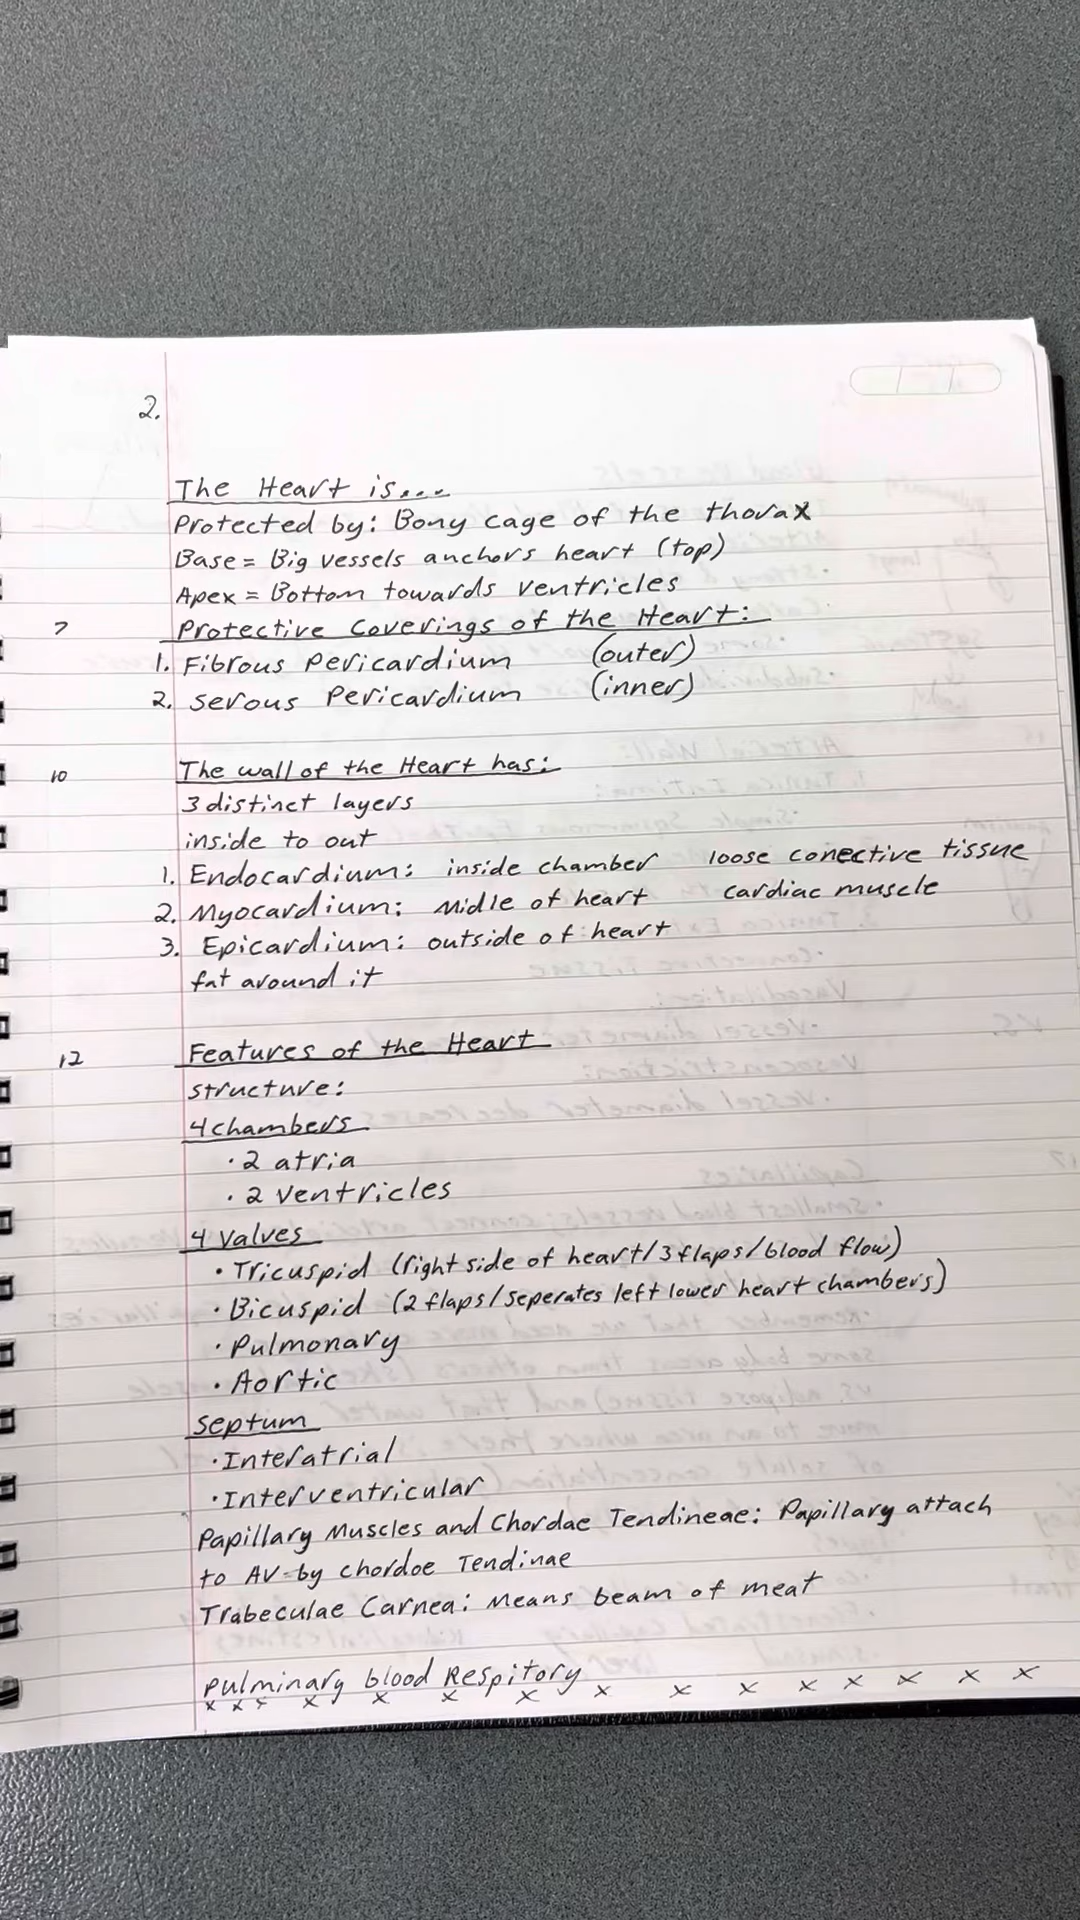 2.
The Heart is...
Protected by: Bony cage of the thorax
Base = Big vessels anchors heart (top)
Apex = Bottom towards ventricles
7 Protective Coverings of the Heart:
1. Fibrous Pericardium (outer)
2. Serous Pericardium (inner)
10 The wall of the Heart has:
3 distinct layers
inside to out
1. Endocardium: inside chamber loose conective tissue
2. Myocardium: Midle of heart cardiac muscle
3. Epicardium: outside of heart
fat around it
12 Features of the Heart
Structure:
4 chambers
· 2 atria
· 2 ventricles
4 Valves
· Tricuspid (right side of heart/3 flaps/blood flow)
· Bicuspid (2 flaps/seperates left lower heart chambers)
· Pulmonary
· Aortic
Septum
· Interatrial
· Interventricular
Papillary Muscles and Chordae Tendineae: Papillary attach
to AV by chordoe Tendinae
Trabeculae Carnea: Means beam of meat
Pulminary blood Respitory
x x x x x x x x x x x x x x x